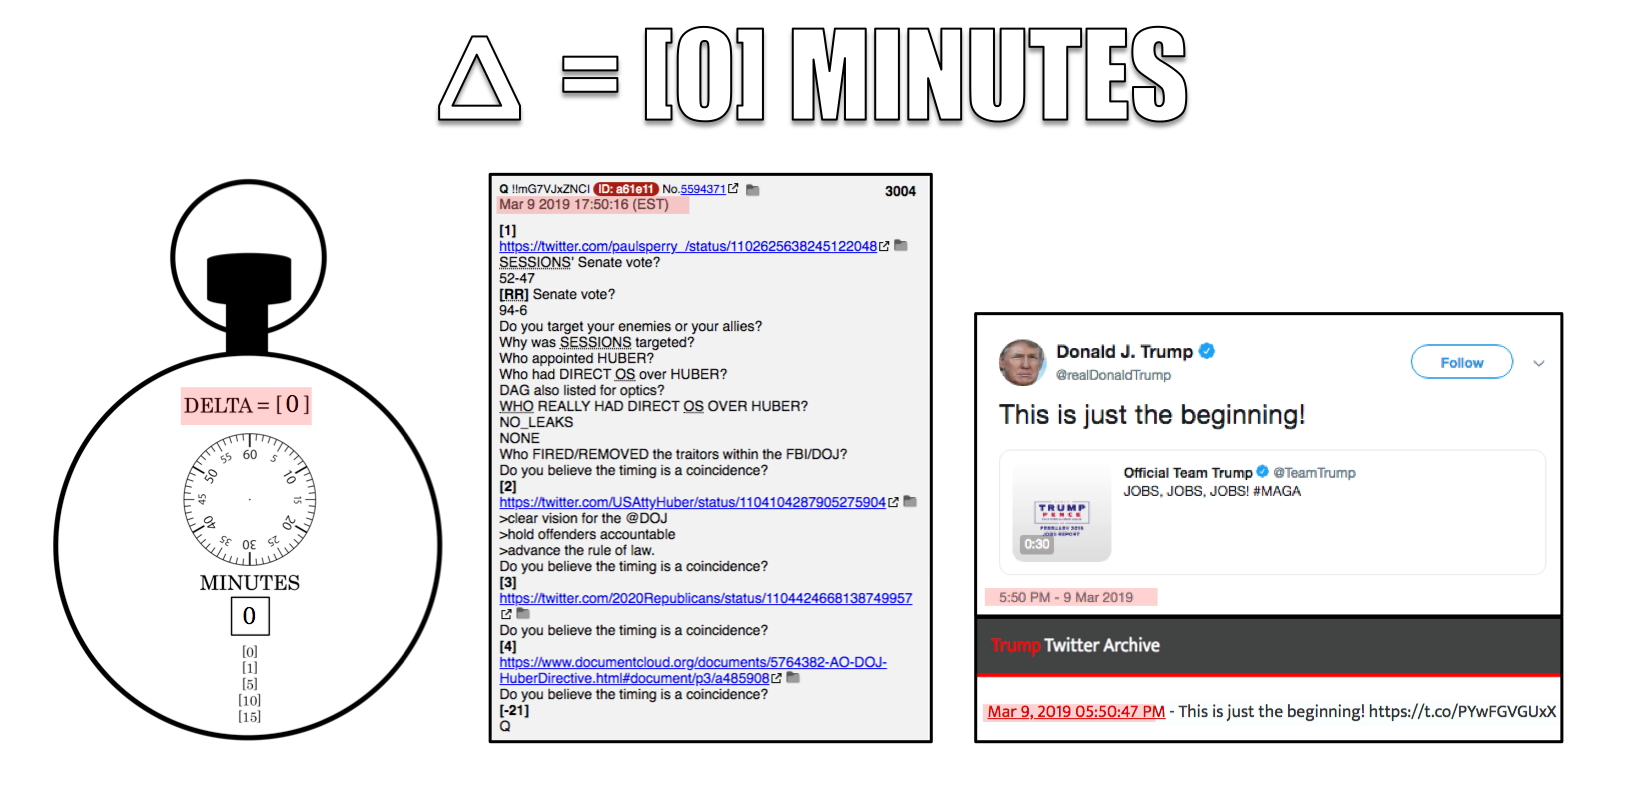 Δ = [0] MINUTES
DELTA = [ 0 ]
60
5
10
15
20
25
30
35
40
45
50
55
MINUTES
0
[0]
[1]
[5]
[10]
[15]
Q !!mG7VJxZNCI ID: a61e11 No.5594371 3004
Mar 9 2019 17:50:16 (EST)
[1]
https://twitter.com/paulsperry_/status/1102625638245122048
SESSIONS' Senate vote?
52-47
[RR] Senate vote?
94-6
Do you target your enemies or your allies?
Why was SESSIONS targeted?
Who appointed HUBER?
Who had DIRECT OS over HUBER?
DAG also listed for optics?
WHO REALLY HAD DIRECT OS OVER HUBER?
NO_LEAKS
NONE
Who FIRED/REMOVED the traitors within the FBI/DOJ?
Do you believe the timing is a coincidence?
[2]
https://twitter.com/USAttyHuber/status/1104104287905275904
>clear vision for the @DOJ
>hold offenders accountable
>advance the rule of law.
Do you believe the timing is a coincidence?
[3]
https://twitter.com/2020Republicans/status/1104424668138749957
Do you believe the timing is a coincidence?
[4]
https://www.documentcloud.org/documents/5764382-AO-DOJ-
HuberDirective.html#document/p3/a485908
Do you believe the timing is a coincidence?
[-21]
Q
Donald J. Trump
@realDonaldTrump
Follow
This is just the beginning!
Official Team Trump @TeamTrump
JOBS, JOBS, JOBS! #MAGA
TRUMP
PENCE
FEBRUARY 2019
JOBS REPORT
0:30
5:50 PM - 9 Mar 2019
Trump Twitter Archive
Mar 9, 2019 05:50:47 PM - This is just the beginning! https://t.co/PYwFGVGUxX